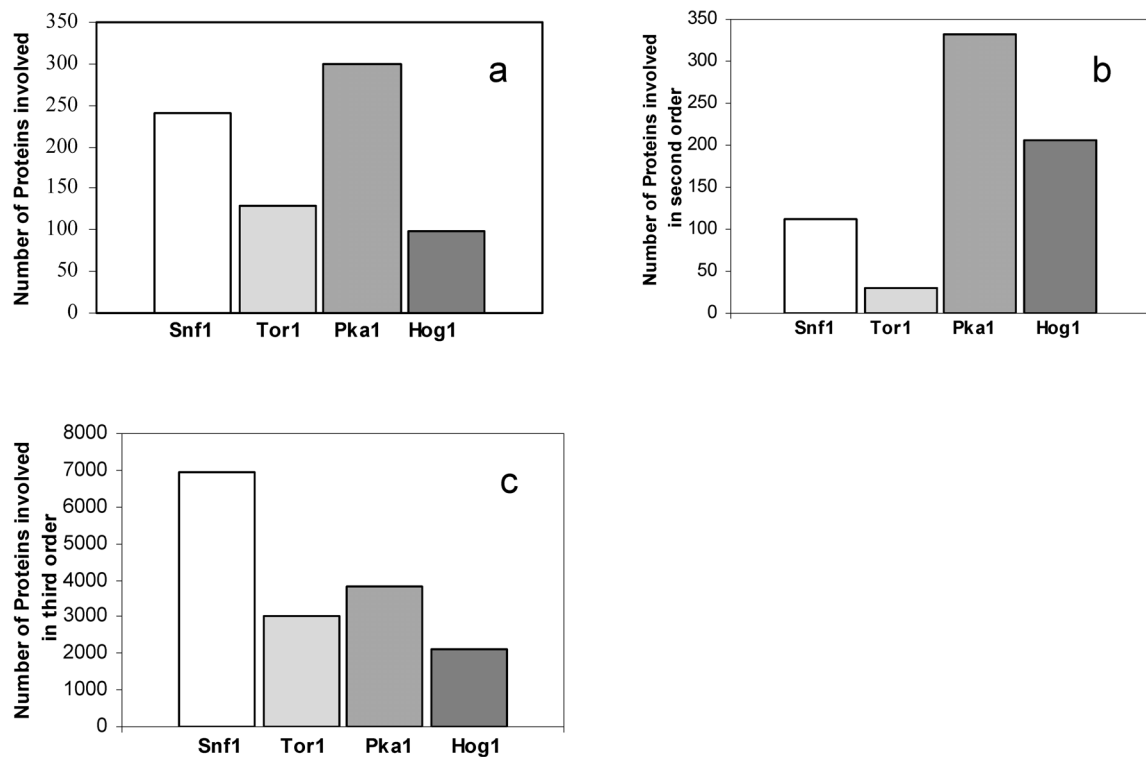 Number of Proteins involved
350
300
250
200
150
100
50
0
a
Snf1 Tor1 Pka1 Hog1
Number of Proteins involved
in second order
350
300
250
200
150
100
50
0
b
Snf1 Tor1 Pka1 Hog1
Number of Proteins involved
in third order
8000
7000
6000
5000
4000
3000
2000
1000
0
c
Snf1 Tor1 Pka1 Hog1